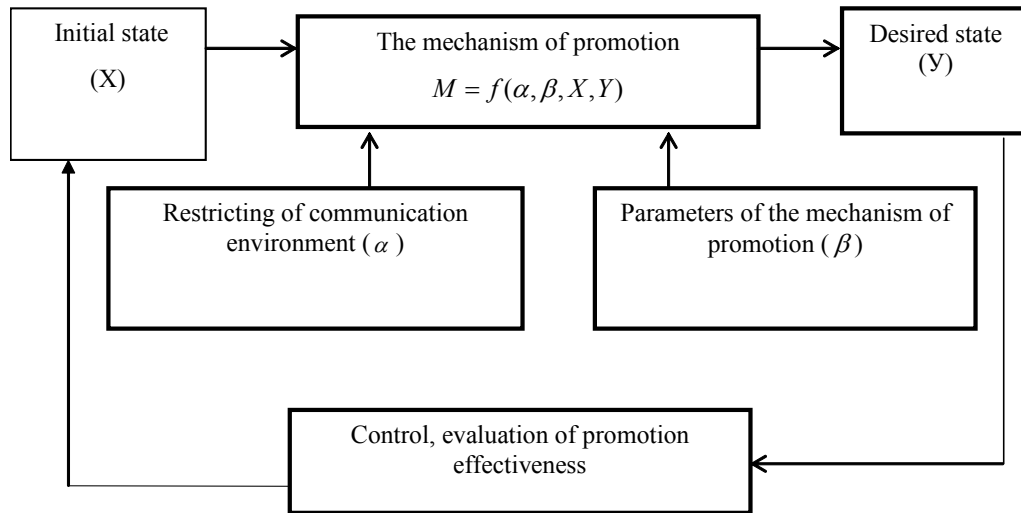 Initial state
(X)
The mechanism of promotion
M = f(α, β, X, Y)
Desired state
(У)
Restricting of communication
environment (α)
Parameters of the mechanism of
promotion (β)
Control, evaluation of promotion
effectiveness